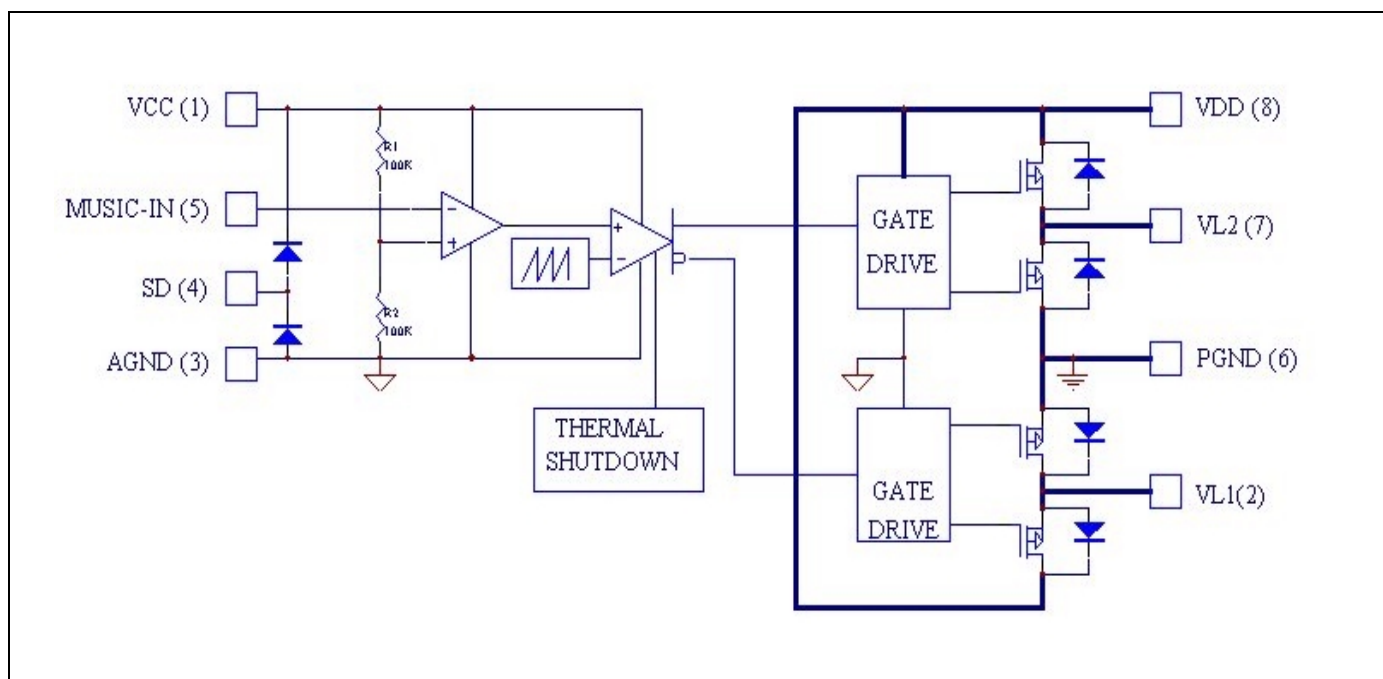 VCC (1)
VDD (8)
R1
100K
MUSIC-IN (5)
-
+
+
-
GATE
DRIVE
VL2 (7)
SD (4)
R2
100K
AGND (3)
PGND (6)
THERMAL
SHUTDOWN
GATE
DRIVE
VL1(2)